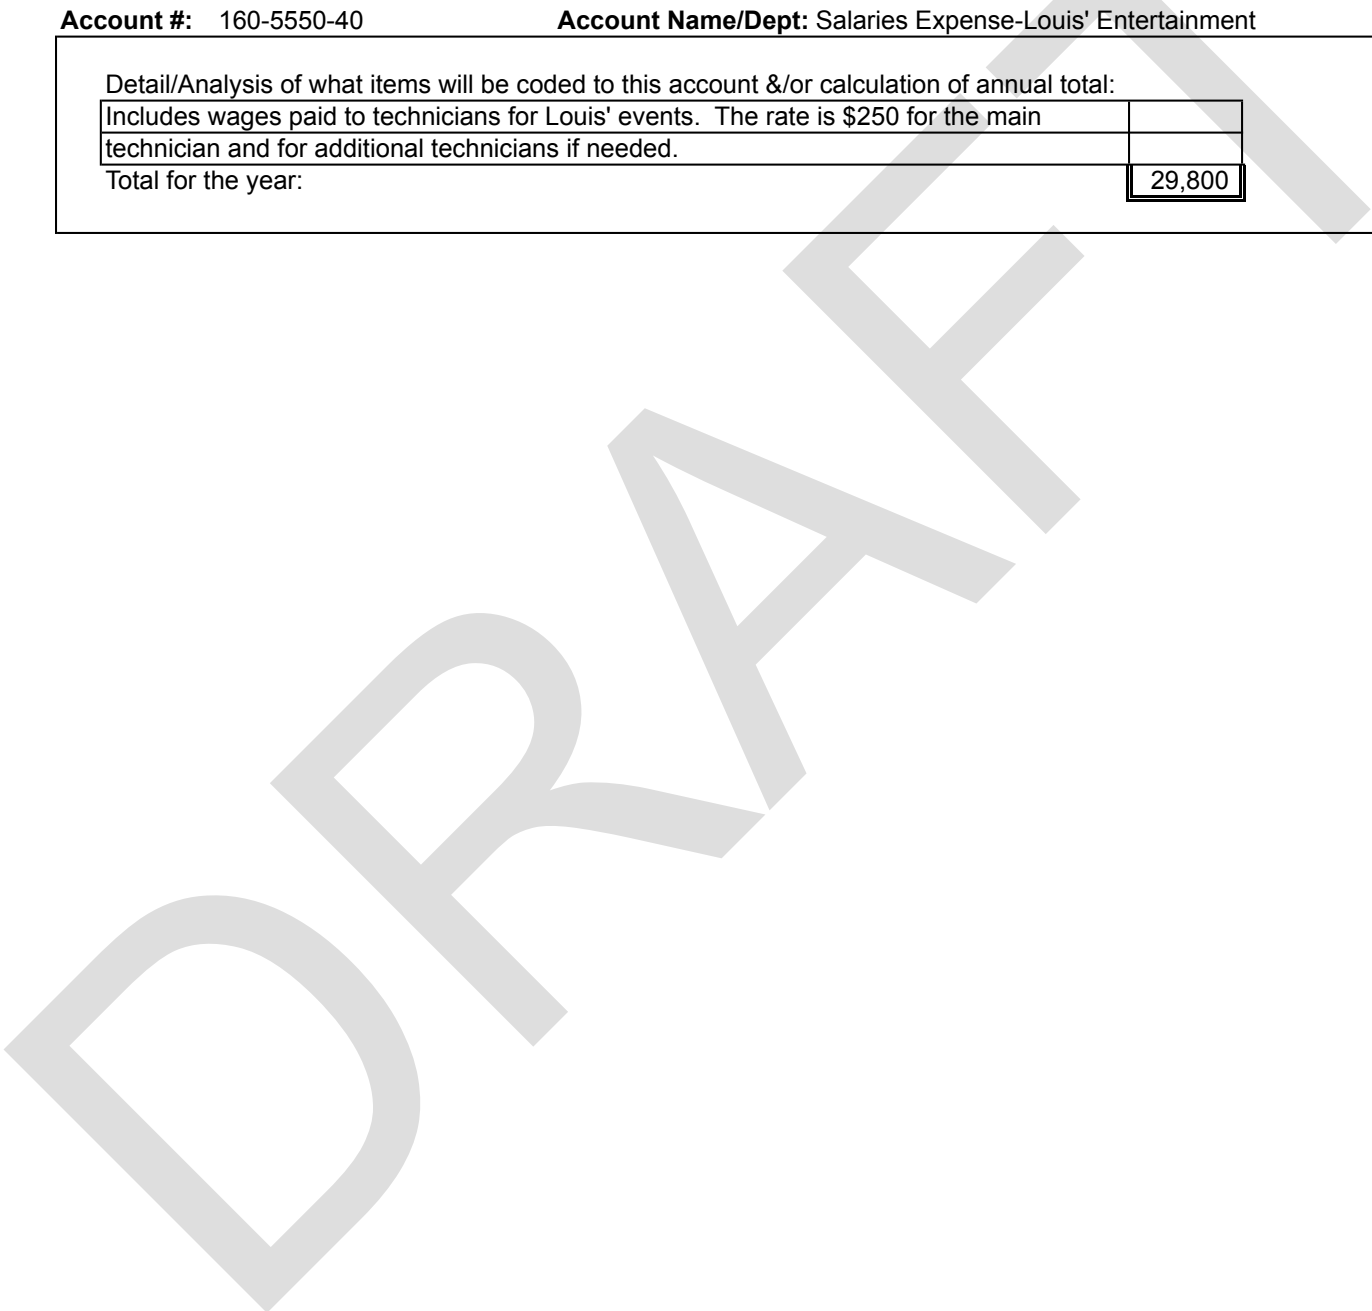 Account #: 160-5550-40 Account Name/Dept: Salaries Expense-Louis' Entertainment
Detail/Analysis of what items will be coded to this account &/or calculation of annual total:
Includes wages paid to technicians for Louis' events. The rate is $250 for the main
technician and for additional technicians if needed.
Total for the year: 29,800
DRAFT